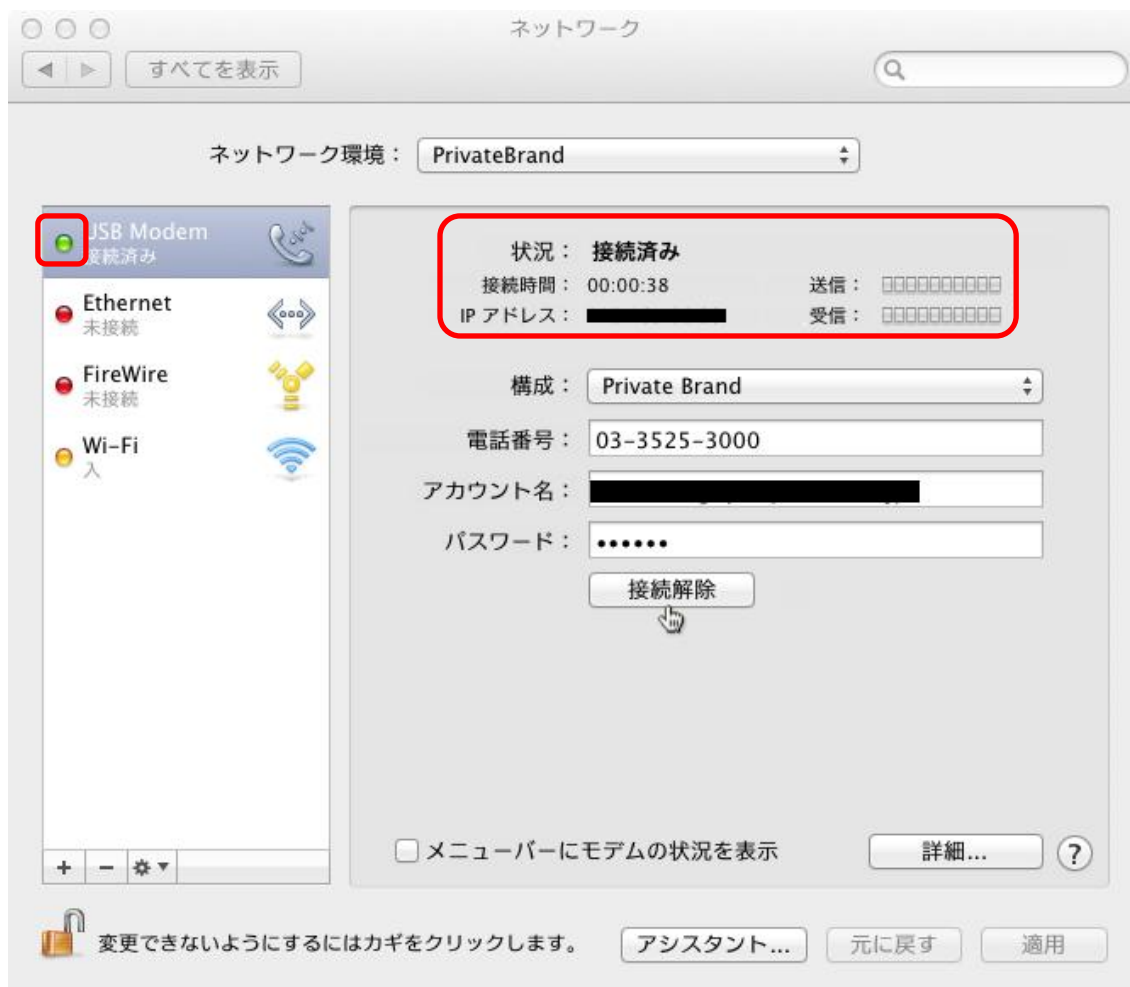 ネットワーク
すべてを表示
ネットワーク環境： PrivateBrand
USB Modem
接続済み
Ethernet
未接続
FireWire
未接続
Wi-Fi
入
状況： 接続済み
接続時間： 00:00:38 送信：
IP アドレス： 受信：
構成： Private Brand
電話番号： 03-3525-3000
アカウント名：
パスワード： ••••••
接続解除
メニューバーにモデムの状況を表示 詳細... ?
変更できないようにするにはカギをクリックします。 アシスタント... 元に戻す 適用